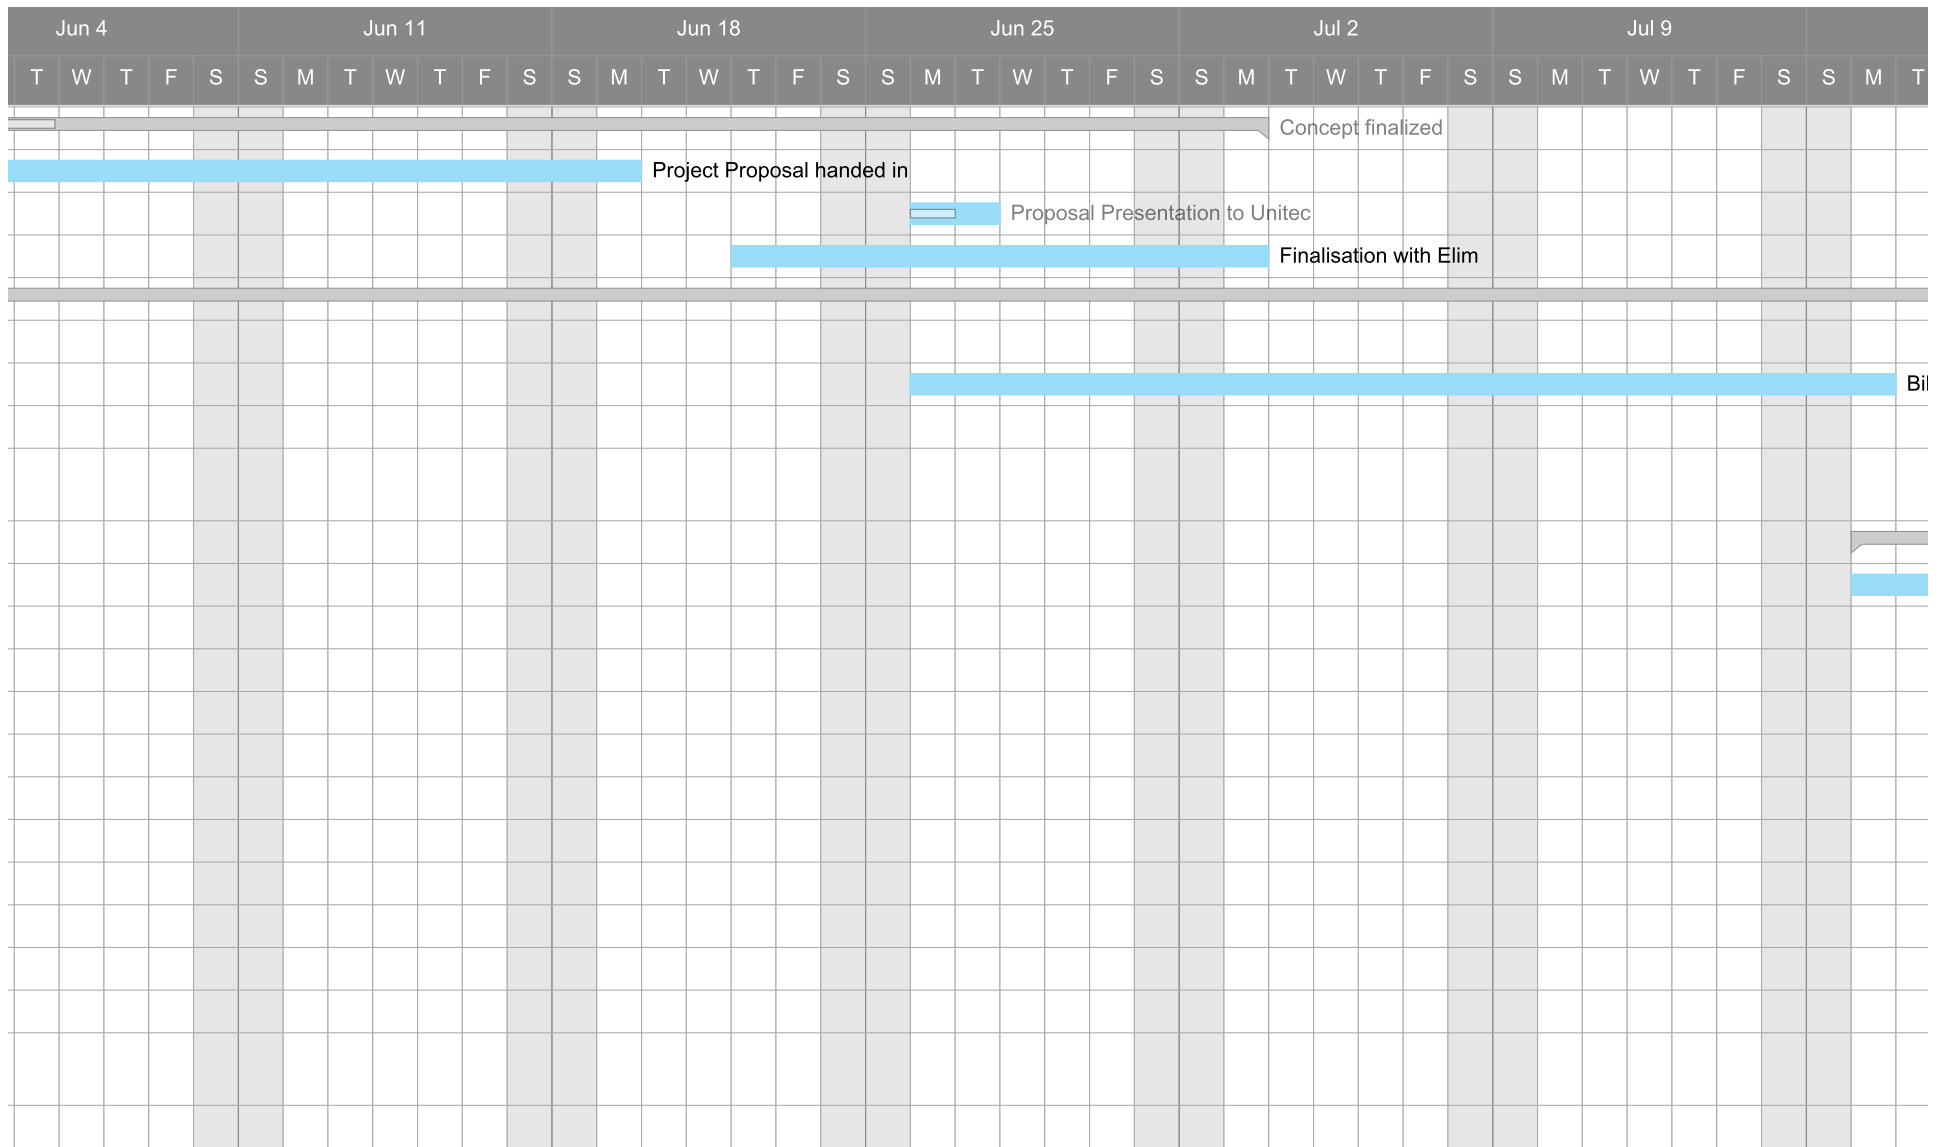 Jun 4 Jun 11 Jun 18 Jun 25 Jul 2 Jul 9
T W T F S S M T W T F S S M T W T F S S M T W T F S S M T W T F S S M T W T F S S M T
Concept finalized
Project Proposal handed in
Proposal Presentation to Unitec
Finalisation with Elim